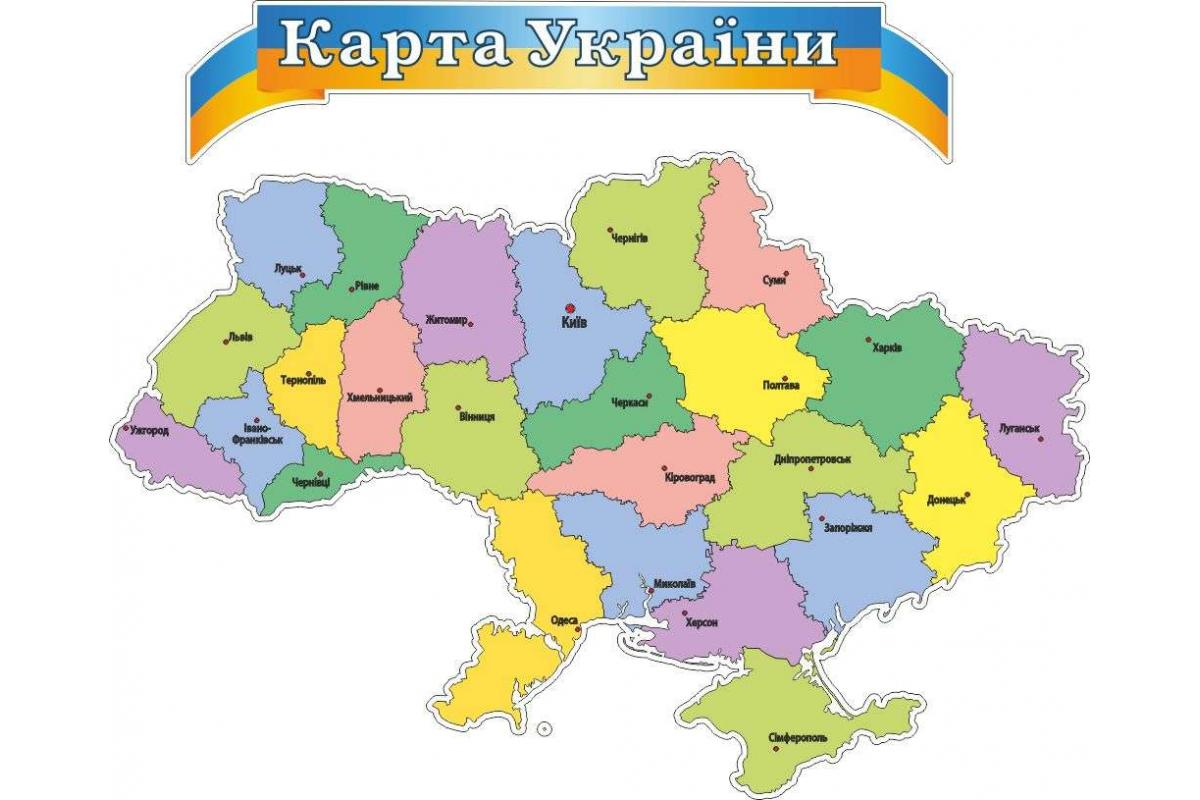 Карта України
Чернігів
Луцьк
Суми
Рівне
Житомир
Київ
Львів
Харків
Тернопіль
Полтава
Хмельницький
Черкаси
Вінниця
Ужгород
Івано-
Франківськ
Луганськ
Дніпропетровськ
Чернівці
Кіровоград
Донецьк
Запоріжжя
Миколаїв
Одеса
Херсон
Сімферополь